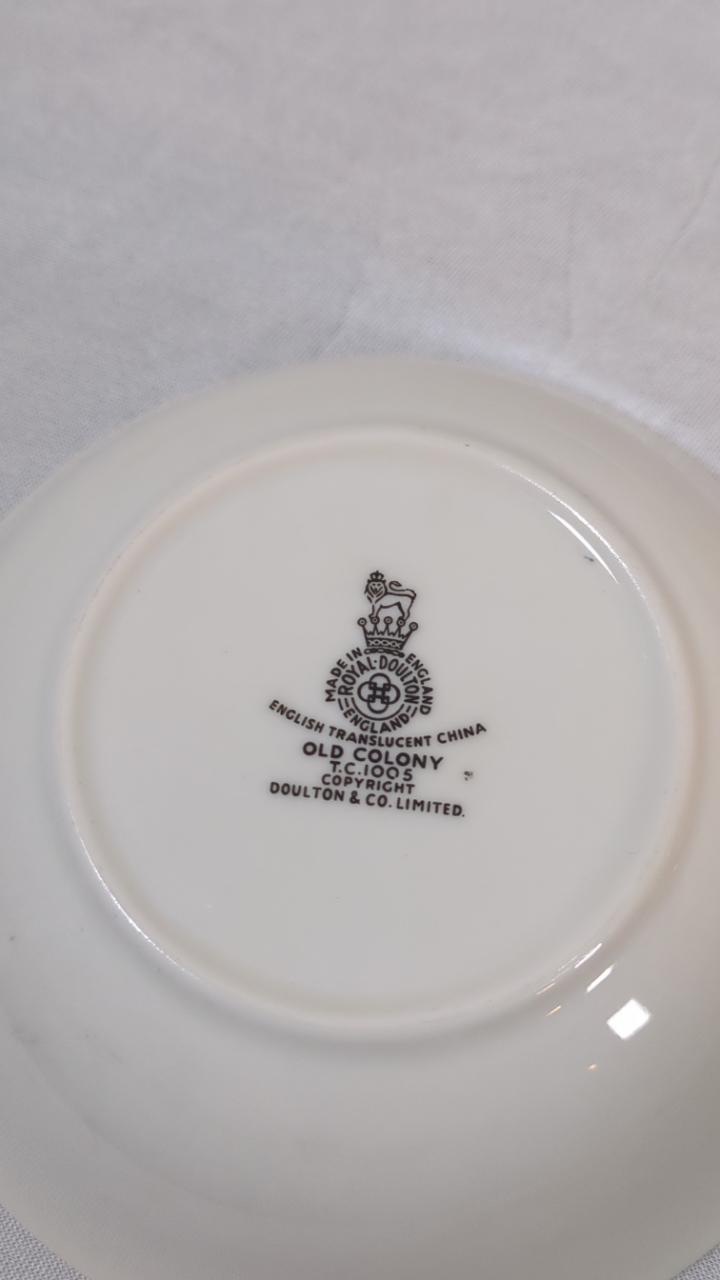 MADE IN ENGLAND
ROYAL·DOULTON
ENGLAND
ENGLISH TRANSLUCENT CHINA
OLD COLONY
T.C.1005
COPYRIGHT
DOULTON & CO. LIMITED.